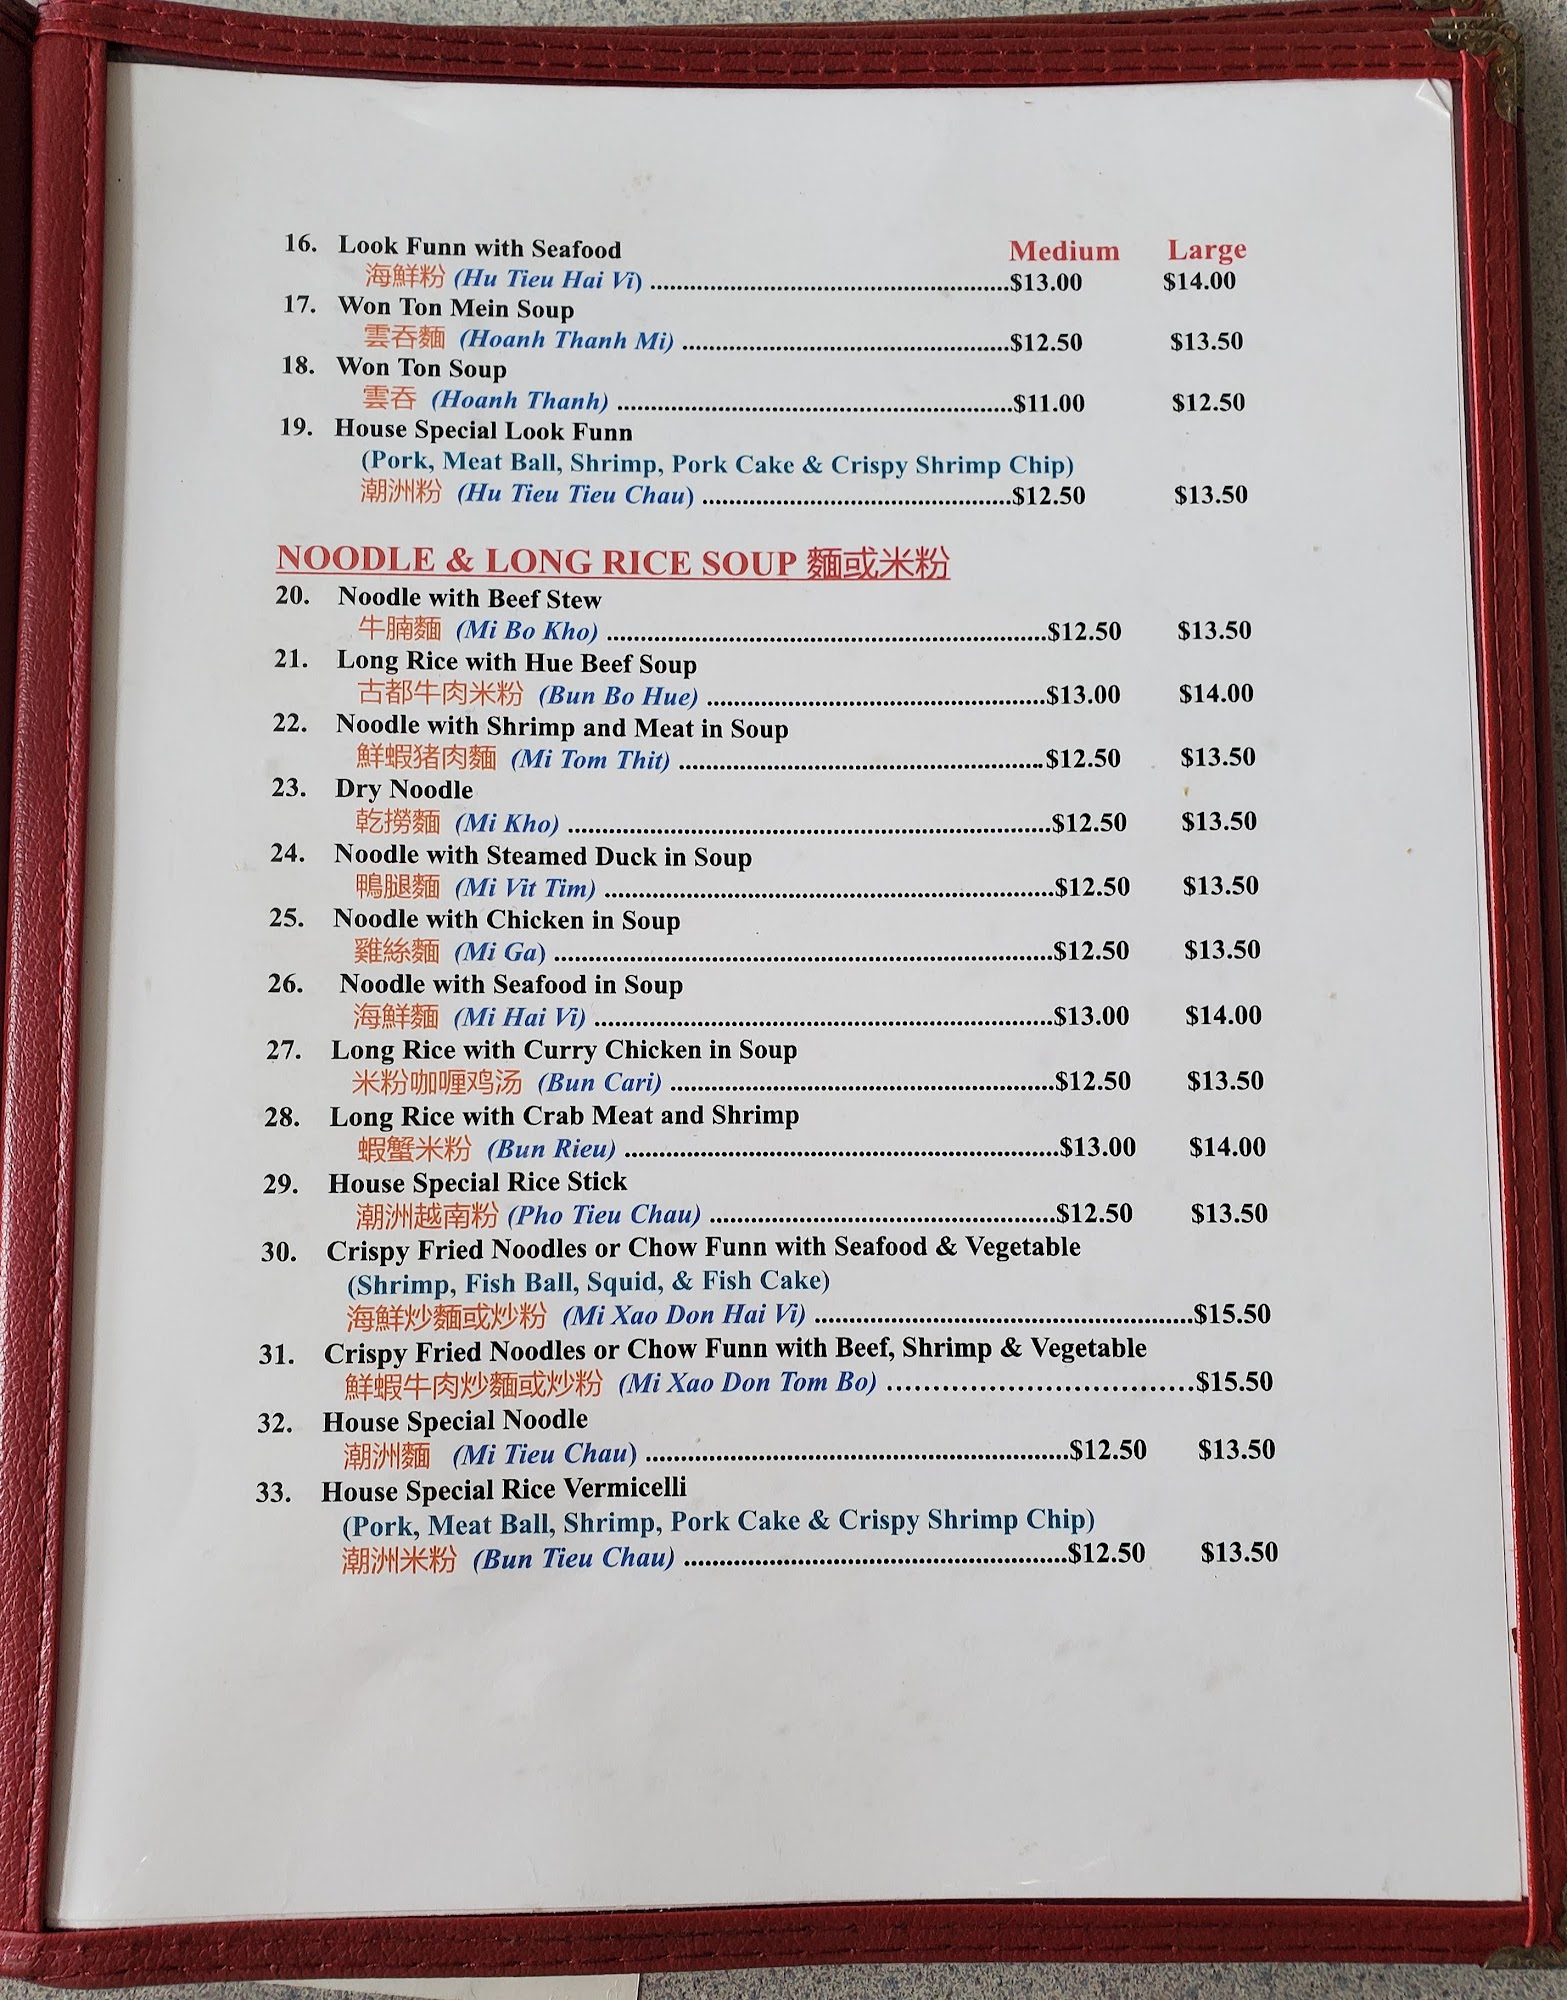 16. Look Funn with Seafood Medium Large
海鮮粉 (Hu Tieu Hai Vi) ........................................$13.00 $14.00
17. Won Ton Mein Soup
雲吞麵 (Hoanh Thanh Mi) ........................................$12.50 $13.50
18. Won Ton Soup
雲吞 (Hoanh Thanh) ........................................$11.00 $12.50
19. House Special Look Funn
(Pork, Meat Ball, Shrimp, Pork Cake & Crispy Shrimp Chip)
潮洲粉 (Hu Tieu Tieu Chau) ........................................$12.50 $13.50
NOODLE & LONG RICE SOUP 麵或米粉
20. Noodle with Beef Stew
牛腩麵 (Mi Bo Kho) ........................................$12.50 $13.50
21. Long Rice with Hue Beef Soup
古都牛肉米粉 (Bun Bo Hue) ........................................$13.00 $14.00
22. Noodle with Shrimp and Meat in Soup
鮮蝦猪肉麵 (Mi Tom Thit) ........................................$12.50 $13.50
23. Dry Noodle
乾撈麵 (Mi Kho) ........................................$12.50 $13.50
24. Noodle with Steamed Duck in Soup
鴨腿麵 (Mi Vit Tim) ........................................$12.50 $13.50
25. Noodle with Chicken in Soup
雞絲麵 (Mi Ga) ........................................$12.50 $13.50
26. Noodle with Seafood in Soup
海鮮麵 (Mi Hai Vi) ........................................$13.00 $14.00
27. Long Rice with Curry Chicken in Soup
米粉咖喱鸡汤 (Bun Cari) ........................................$12.50 $13.50
28. Long Rice with Crab Meat and Shrimp
蝦蟹米粉 (Bun Rieu) ........................................$13.00 $14.00
29. House Special Rice Stick
潮洲越南粉 (Pho Tieu Chau) ........................................$12.50 $13.50
30. Crispy Fried Noodles or Chow Funn with Seafood & Vegetable
(Shrimp, Fish Ball, Squid, & Fish Cake)
海鮮炒麵或炒粉 (Mi Xao Don Hai Vi) ........................................$15.50
31. Crispy Fried Noodles or Chow Funn with Beef, Shrimp & Vegetable
鮮蝦牛肉炒麵或炒粉 (Mi Xao Don Tom Bo) ..................................$15.50
32. House Special Noodle
潮洲麵 (Mi Tieu Chau) ........................................$12.50 $13.50
33. House Special Rice Vermicelli
(Pork, Meat Ball, Shrimp, Pork Cake & Crispy Shrimp Chip)
潮洲米粉 (Bun Tieu Chau) ........................................$12.50 $13.50